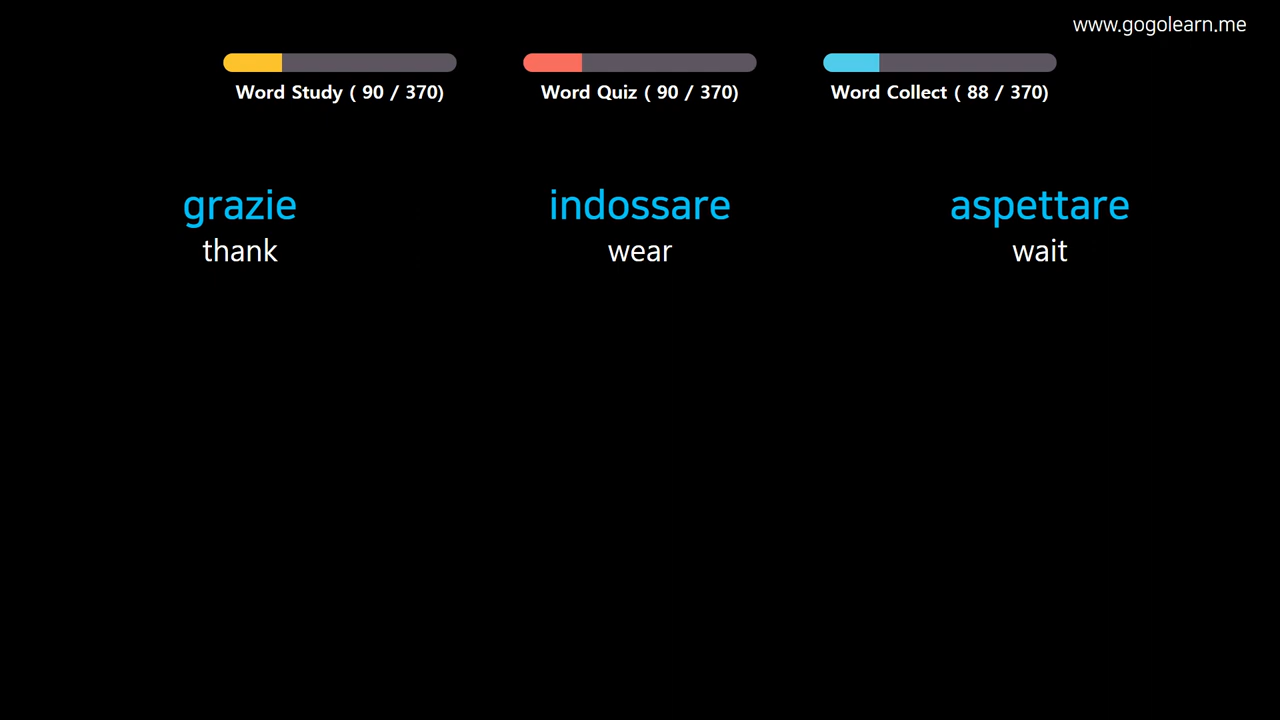 www.gogolearn.me
Word Study ( 90 / 370)
Word Quiz ( 90 / 370)
Word Collect ( 88 / 370)
grazie
thank
indossare
wear
aspettare
wait